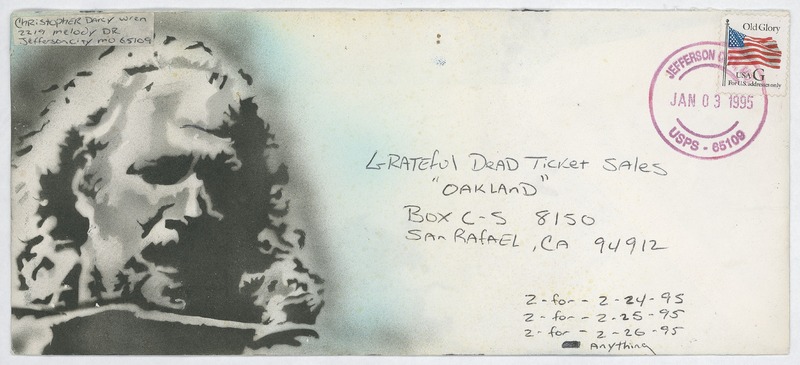 Christopher Darcy Wren
2219 Melody DR
Jefferson City MO 65109
Old Glory
USA G
For U.S. addresses only
JEFFERSON
JAN 03 1995
USPS - 65109
GRATEFUL DEAD TICKET SALES
"OAKLAND"
BOX C-S 8150
SAN RAFAEL, CA 94912
2-for - 2-24-95
2-for - 2-25-95
2-for - 2-26-95
Anything